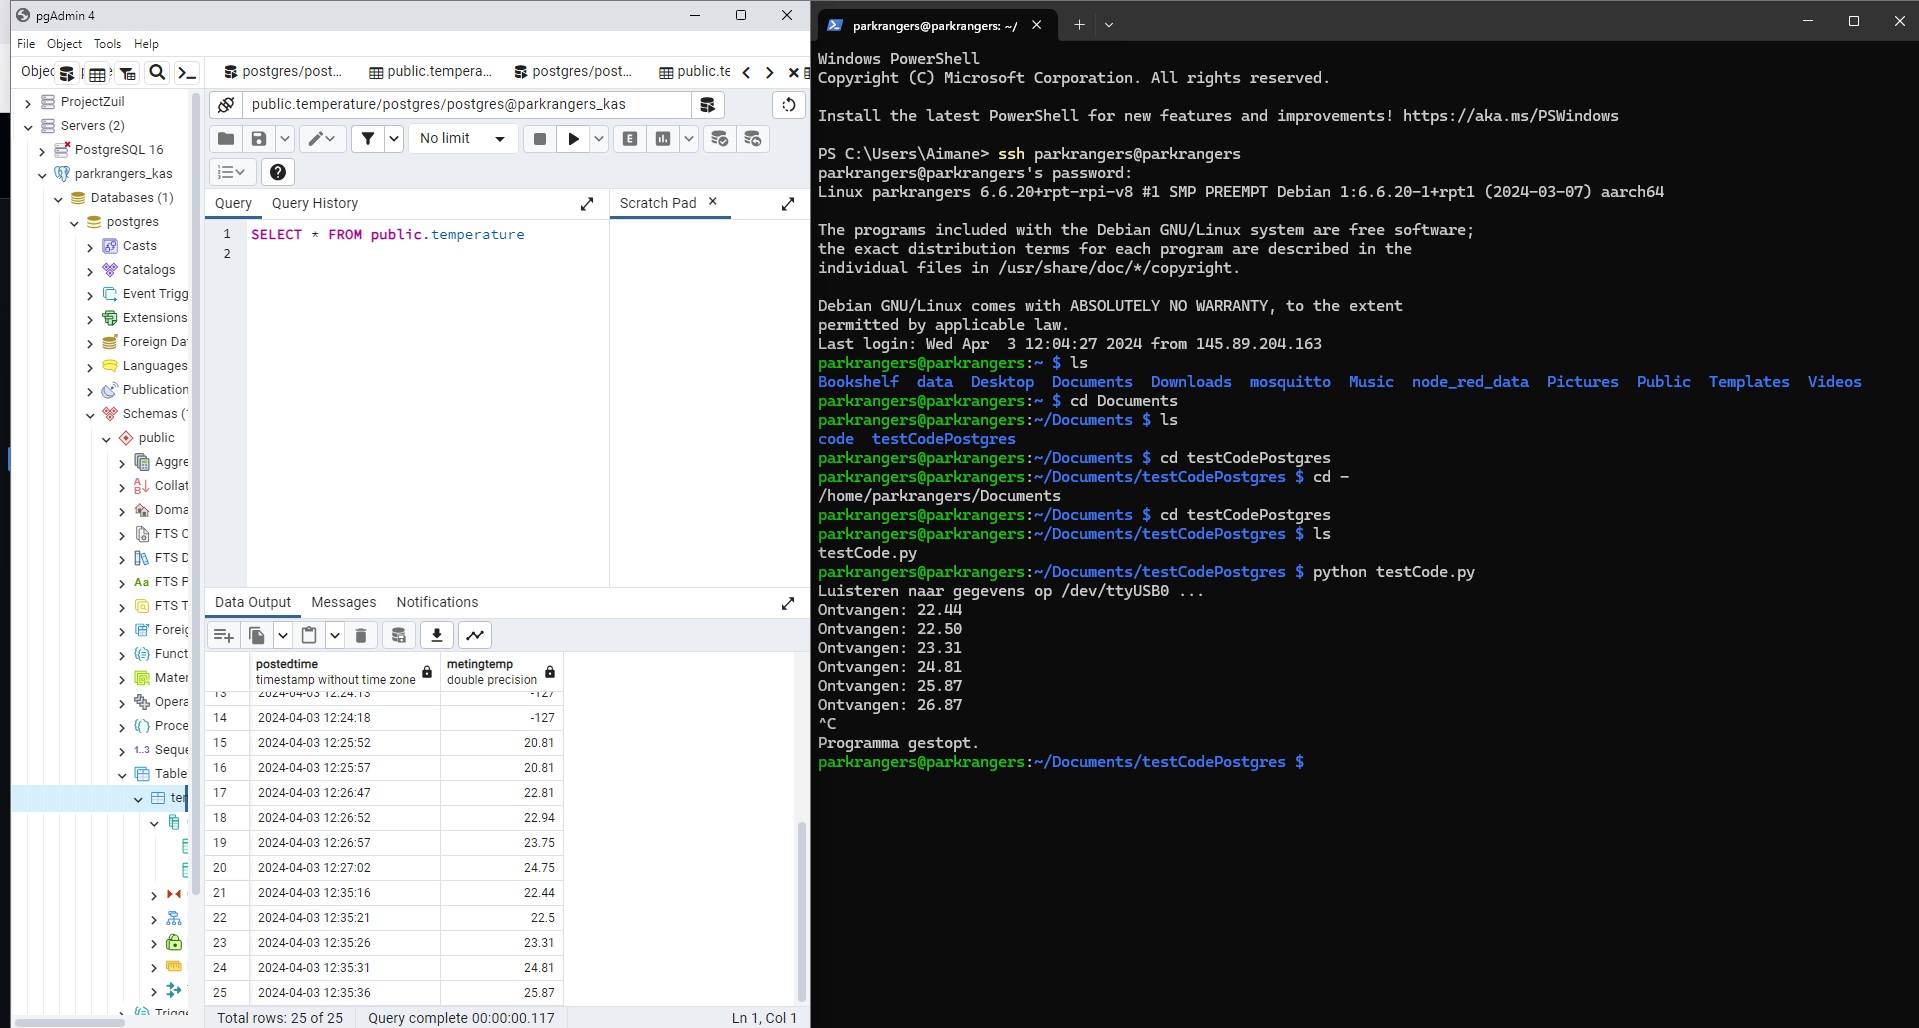 pgAdmin 4
File Object Tools Help
Objec
postgres/post...
public.tempera...
postgres/post...
public.te
public.temperature/postgres/postgres@parkrangers_kas
No limit
E
Query
Query History
Scratch Pad
1 SELECT * FROM public.temperature
2
ProjectZuil
Servers (2)
PostgreSQL 16
parkrangers_kas
Databases (1)
postgres
Casts
Catalogs
Event Trigg
Extensions
Foreign Da
Languages
Publication
Schemas (
public
Aggre
Collat
Doma
FTS C
FTS D
Aa FTS P
FTS T
Foreig
Funct
Mater
Opera
Proce
1..3 Seque
Table
ter
Trigge
Data Output Messages Notifications
postedtime
timestamp without time zone
metingtemp
double precision
13 2024-04-03 12:24:13 -127
14 2024-04-03 12:24:18 -127
15 2024-04-03 12:25:52 20.81
16 2024-04-03 12:25:57 20.81
17 2024-04-03 12:26:47 22.81
18 2024-04-03 12:26:52 22.94
19 2024-04-03 12:26:57 23.75
20 2024-04-03 12:27:02 24.75
21 2024-04-03 12:35:16 22.44
22 2024-04-03 12:35:21 22.5
23 2024-04-03 12:35:26 23.31
24 2024-04-03 12:35:31 24.81
25 2024-04-03 12:35:36 25.87
Total rows: 25 of 25 Query complete 00:00:00.117 Ln 1, Col 1
parkrangers@parkrangers: ~/
Windows PowerShell
Copyright (C) Microsoft Corporation. All rights reserved.
Install the latest PowerShell for new features and improvements! https://aka.ms/PSWindows
PS C:\Users\Aimane> ssh parkrangers@parkrangers
parkrangers@parkrangers's password:
Linux parkrangers 6.6.20+rpt-rpi-v8 #1 SMP PREEMPT Debian 1:6.6.20-1+rpt1 (2024-03-07) aarch64
The programs included with the Debian GNU/Linux system are free software;
the exact distribution terms for each program are described in the
individual files in /usr/share/doc/*/copyright.
Debian GNU/Linux comes with ABSOLUTELY NO WARRANTY, to the extent
permitted by applicable law.
Last login: Wed Apr  3 12:04:27 2024 from 145.89.204.163
parkrangers@parkrangers:~ $ ls
Bookshelf data Desktop Documents Downloads mosquitto Music node_red_data Pictures Public Templates Videos
parkrangers@parkrangers:~ $ cd Documents
parkrangers@parkrangers:~/Documents $ ls
code testCodePostgres
parkrangers@parkrangers:~/Documents $ cd testCodePostgres
parkrangers@parkrangers:~/Documents/testCodePostgres $ cd -
/home/parkrangers/Documents
parkrangers@parkrangers:~/Documents $ cd testCodePostgres
parkrangers@parkrangers:~/Documents/testCodePostgres $ ls
testCode.py
parkrangers@parkrangers:~/Documents/testCodePostgres $ python testCode.py
Luisteren naar gegevens op /dev/ttyUSB0 ...
Ontvangen: 22.44
Ontvangen: 22.50
Ontvangen: 23.31
Ontvangen: 24.81
Ontvangen: 25.87
Ontvangen: 26.87
^C
Programma gestopt.
parkrangers@parkrangers:~/Documents/testCodePostgres $